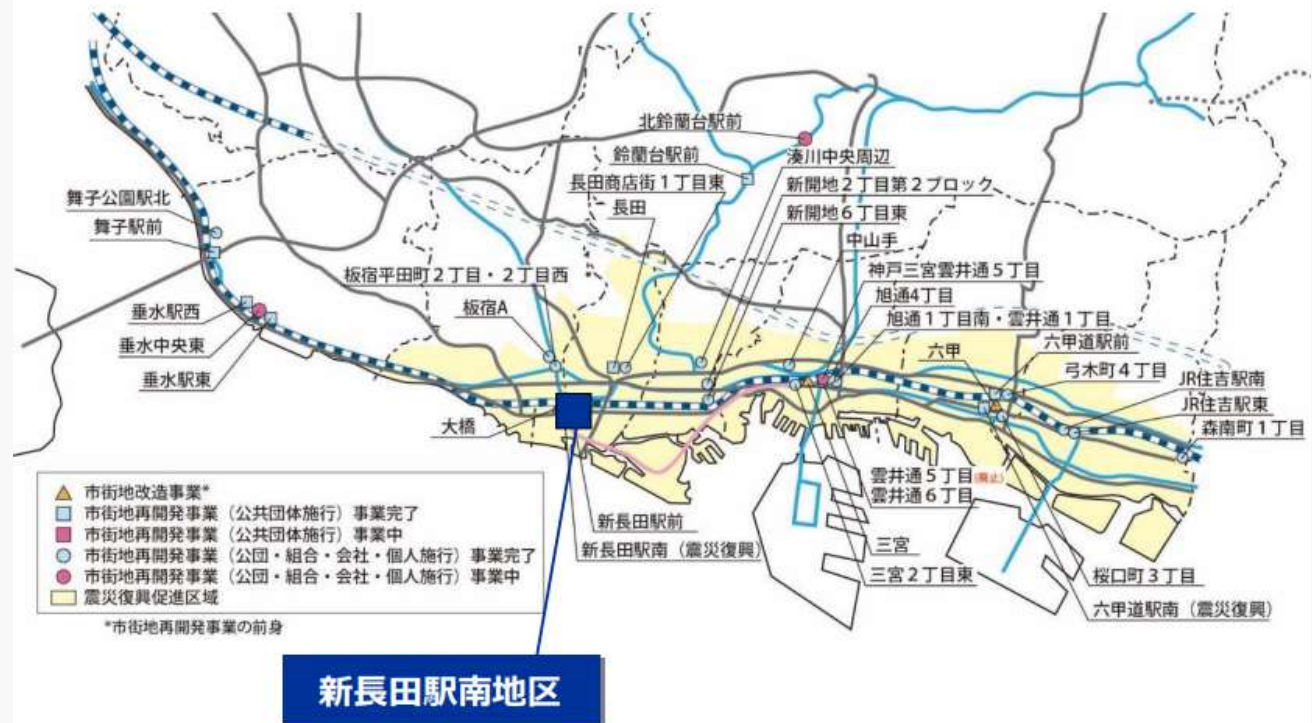 北鈴蘭台駅前
鈴蘭台駅前
湊川中央周辺
長田商店街１丁目東
新開地２丁目第２ブロック
舞子公園駅北
長田
新開地６丁目東
舞子駅前
中山手
板宿平田町２丁目・２丁目西
神戸三宮雲井通５丁目
旭通4丁目
垂水駅西
板宿A
旭通１丁目南・雲井通１丁目
六甲道駅前
垂水中央東
六甲
弓木町４丁目
垂水駅東
JR住吉駅南
JR住吉駅東
大橋
森南町１丁目
雲井通５丁目(廃止)
雲井通６丁目
新長田駅前
三宮
新長田駅南（震災復興）
三宮２丁目東
桜口町３丁目
六甲道駅南（震災復興）
市街地改造事業*
市街地再開発事業（公共団体施行）事業完了
市街地再開発事業（公共団体施行）事業中
市街地再開発事業（公団・組合・会社・個人施行）事業完了
市街地再開発事業（公団・組合・会社・個人施行）事業中
震災復興促進区域
*市街地再開発事業の前身
新長田駅南地区